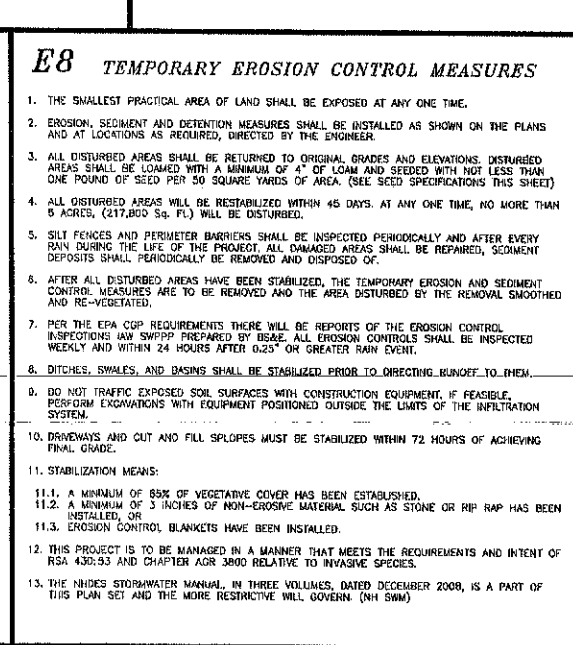 E8 TEMPORARY EROSION CONTROL MEASURES
1. THE SMALLEST PRACTICAL AREA OF LAND SHALL BE EXPOSED AT ANY ONE TIME.
2. EROSION, SEDIMENT AND DETENTION MEASURES SHALL BE INSTALLED AS SHOWN ON THE PLANS
AND AT LOCATIONS AS REQUIRED, DIRECTED BY THE ENGINEER.
3. ALL DISTURBED AREAS SHALL BE RETURNED TO ORIGINAL GRADES AND ELEVATIONS. DISTURBED
AREAS SHALL BE LOAMED WITH A MINIMUM OF 4" OF LOAM AND SEEDED WITH NOT LESS THAN
ONE POUND OF SEED PER 50 SQUARE YARDS OF AREA. (SEE SEED SPECIFICATIONS THIS SHEET)
4. ALL DISTURBED AREAS WILL BE RESTABILIZED WITHIN 45 DAYS. AT ANY ONE TIME, NO MORE THAN
5 ACRES, (217,800 Sq. Ft.) WILL BE DISTURBED.
5. SILT FENCES AND PERIMETER BARRIERS SHALL BE INSPECTED PERIODICALLY AND AFTER EVERY
RAIN DURING THE LIFE OF THE PROJECT. ALL DAMAGED AREAS SHALL BE REPAIRED, SEDIMENT
DEPOSITS SHALL PERIODICALLY BE REMOVED AND DISPOSED OF.
6. AFTER ALL DISTURBED AREAS HAVE BEEN STABILIZED, THE TEMPORARY EROSION AND SEDIMENT
CONTROL MEASURES ARE TO BE REMOVED AND THE AREA DISTURBED BY THE REMOVAL SMOOTHED
AND RE-VEGETATED.
7. PER THE EPA CGP REQUIREMENTS THERE WILL BE REPORTS OF THE EROSION CONTROL
INSPECTIONS IAW SWPPP PREPARED BY BS&E. ALL EROSION CONTROLS SHALL BE INSPECTED
WEEKLY AND WITHIN 24 HOURS AFTER 0.25" OR GREATER RAIN EVENT.
8. DITCHES, SWALES, AND BASINS SHALL BE STABILIZED PRIOR TO DIRECTING RUNOFF TO THEM.
9. DO NOT TRAFFIC EXPOSED SOIL SURFACES WITH CONSTRUCTION EQUIPMENT. IF FEASIBLE,
PERFORM EXCAVATIONS WITH EQUIPMENT POSITIONED OUTSIDE THE LIMITS OF THE INFILTRATION
SYSTEM.
10. DRIVEWAYS AND CUT AND FILL SPLOPES MUST BE STABILIZED WITHIN 72 HOURS OF ACHIEVING
FINAL GRADE.
11. STABILIZATION MEANS:
11.1. A MINIMUM OF 85% OF VEGETATIVE COVER HAS BEEN ESTABLISHED.
11.2. A MINIMUM OF 3 INCHES OF NON-EROSIVE MATERIAL SUCH AS STONE OR RIP RAP HAS BEEN
INSTALLED, OR
11.3. EROSION CONTROL BLANKETS HAVE BEEN INSTALLED.
12. THIS PROJECT IS TO BE MANAGED IN A MANNER THAT MEETS THE REQUIREMENTS AND INTENT OF
RSA 430:53 AND CHAPTER AGR 3800 RELATIVE TO INVASIVE SPECIES.
13. THE NHDES STORMWATER MANUAL, IN THREE VOLUMES, DATED DECEMBER 2008, IS A PART OF
THIS PLAN SET AND THE MORE RESTRICTIVE WILL GOVERN. (NH SWM)